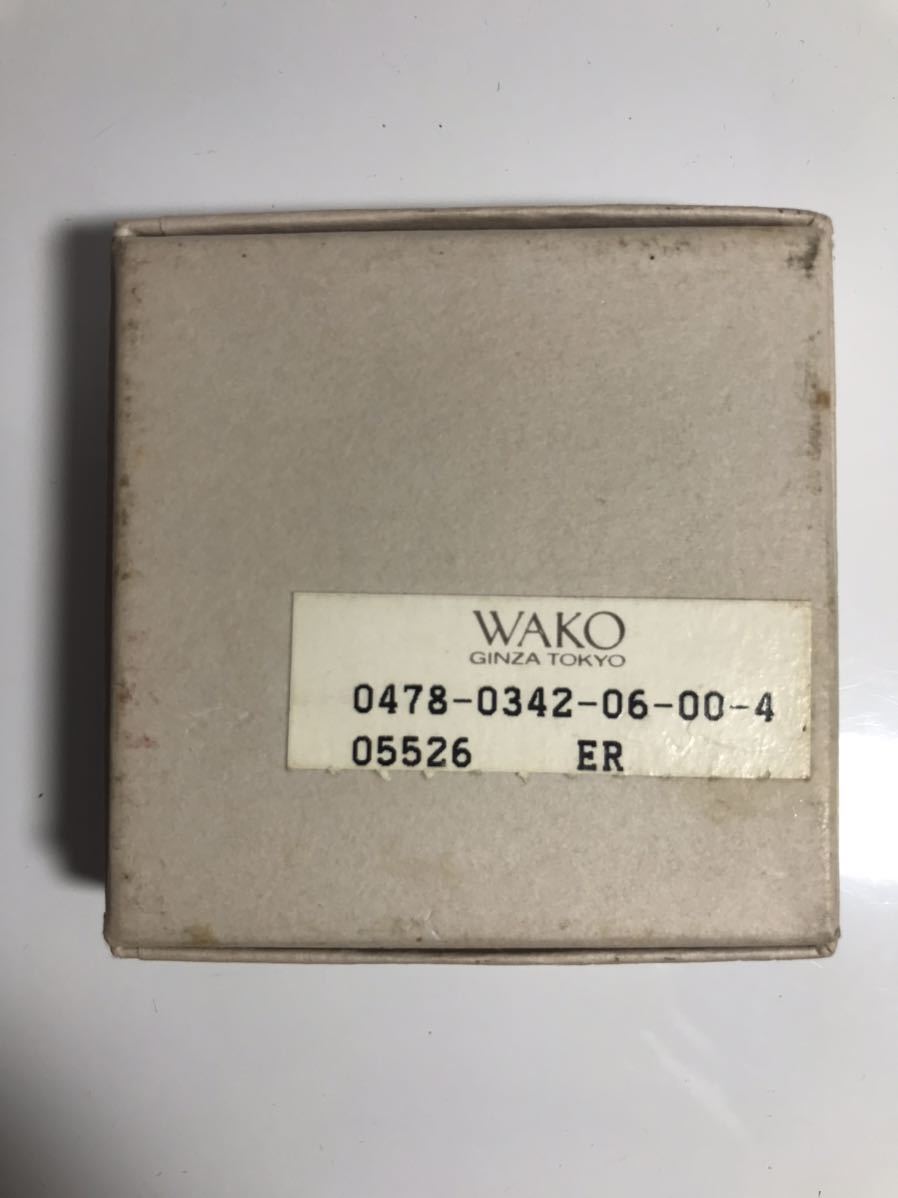 WAKO
GINZA TOKYO
0478-0342-06-00-4
05526 ER